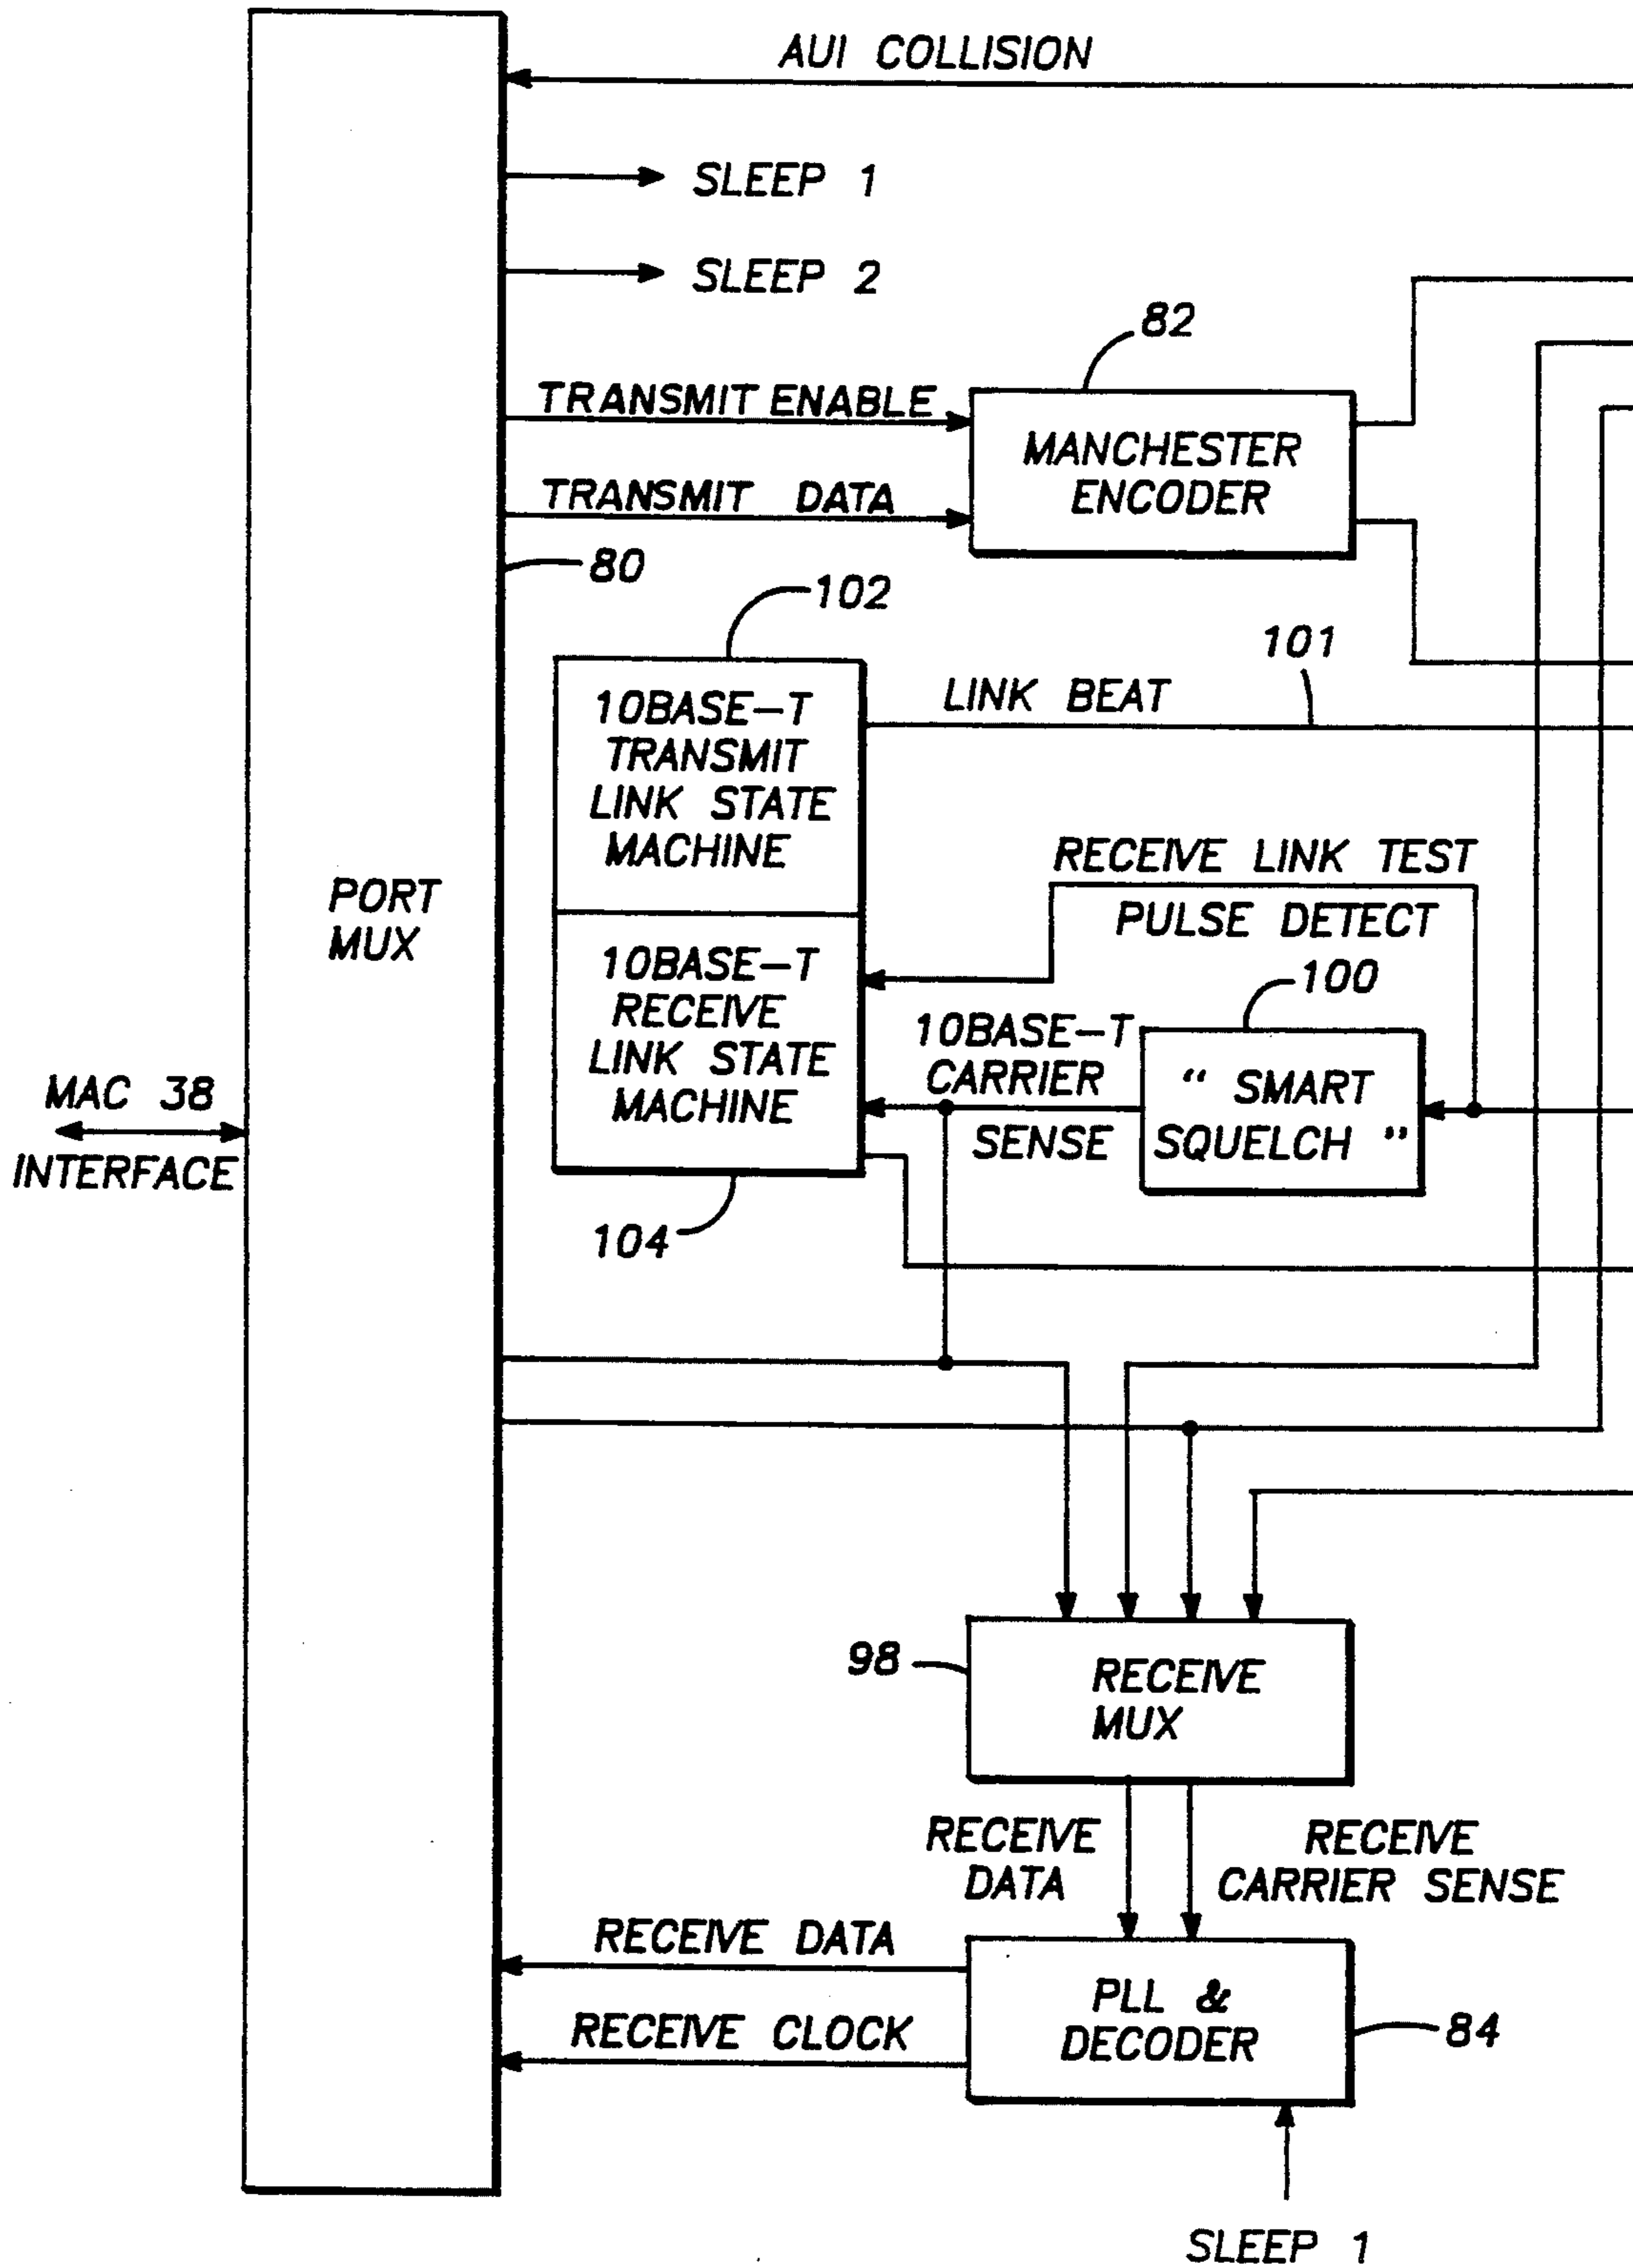 AUI COLLISION
SLEEP 1
SLEEP 2
82
TRANSMIT ENABLE
MANCHESTER
ENCODER
TRANSMIT DATA
80
102
101
10BASE-T
TRANSMIT
LINK STATE
MACHINE
LINK BEAT
RECEIVE LINK TEST
PULSE DETECT
PORT
MUX
10BASE-T
RECEIVE
LINK STATE
MACHINE
100
10BASE-T
CARRIER
SENSE
“ SMART
SQUELCH ”
MAC 38
INTERFACE
104
98
RECEIVE
MUX
RECEIVE
DATA
RECEIVE
CARRIER SENSE
RECEIVE DATA
RECEIVE CLOCK
PLL &
DECODER
84
SLEEP 1